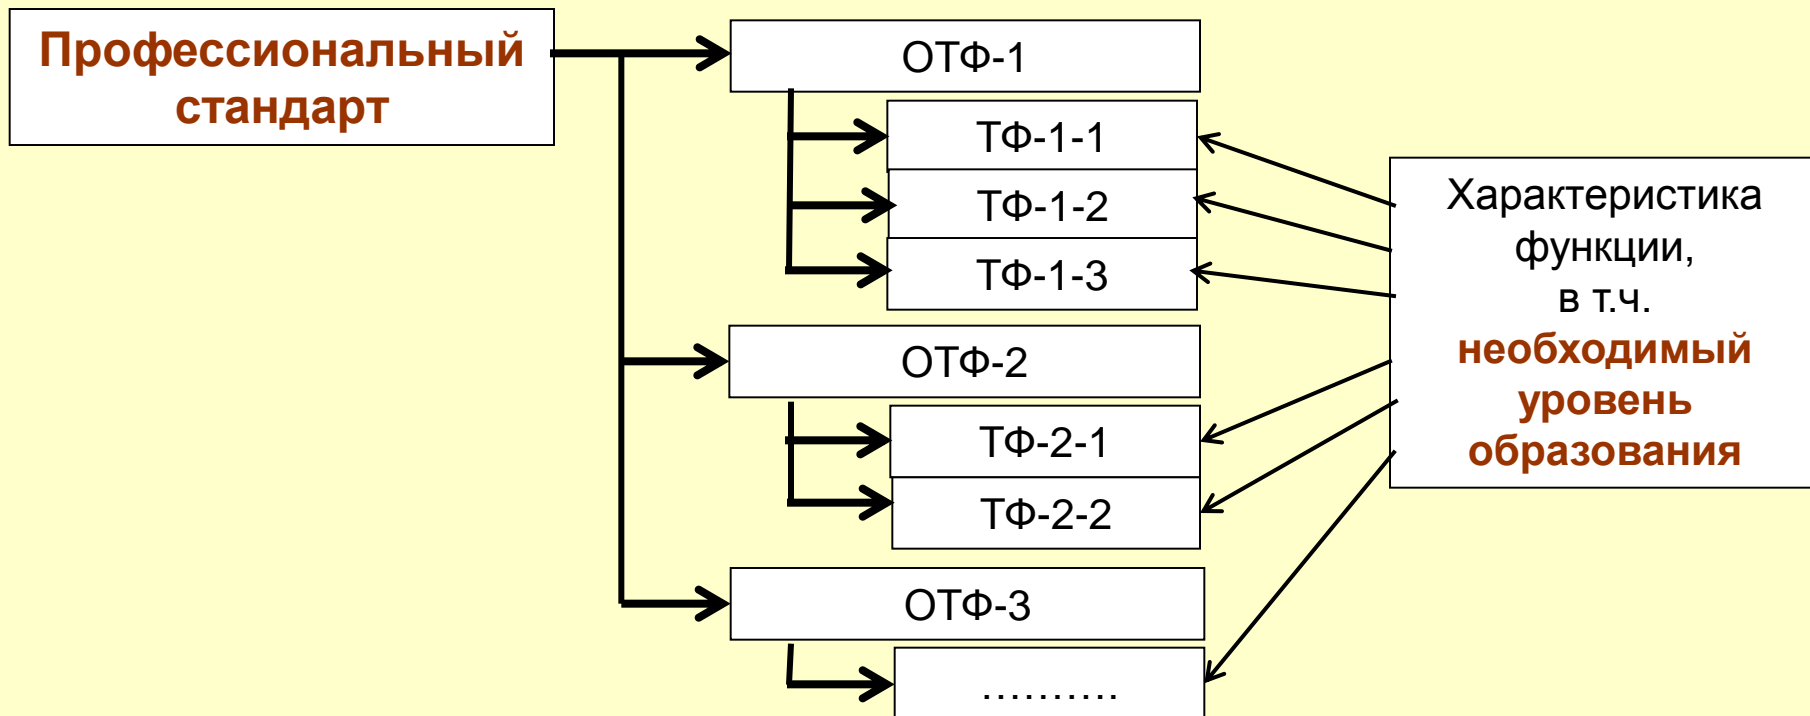 Профессиональный
стандарт
ОТФ-1
ТФ-1-1
ТФ-1-2
ТФ-1-3
ОТФ-2
ТФ-2-1
ТФ-2-2
ОТФ-3
..........
Характеристика
функции,
в т.ч.
необходимый
уровень
образования